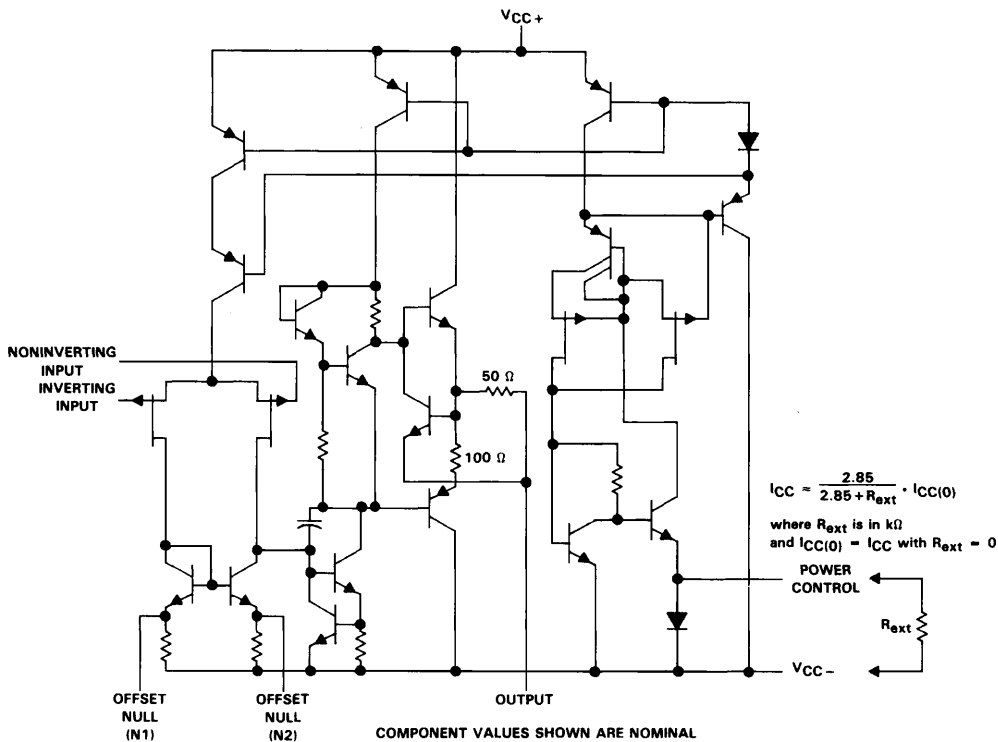 VCC+
NONINVERTING
INPUT
INVERTING
INPUT
50 Ω
100 Ω
ICC ≈ 2.85 / 2.85 + Rext · ICC(0)
where Rext is in kΩ
and ICC(0) = ICC with Rext = 0
POWER
CONTROL
Rext
VCC−
OFFSET
NULL
(N1)
OFFSET
NULL
(N2)
OUTPUT
COMPONENT VALUES SHOWN ARE NOMINAL